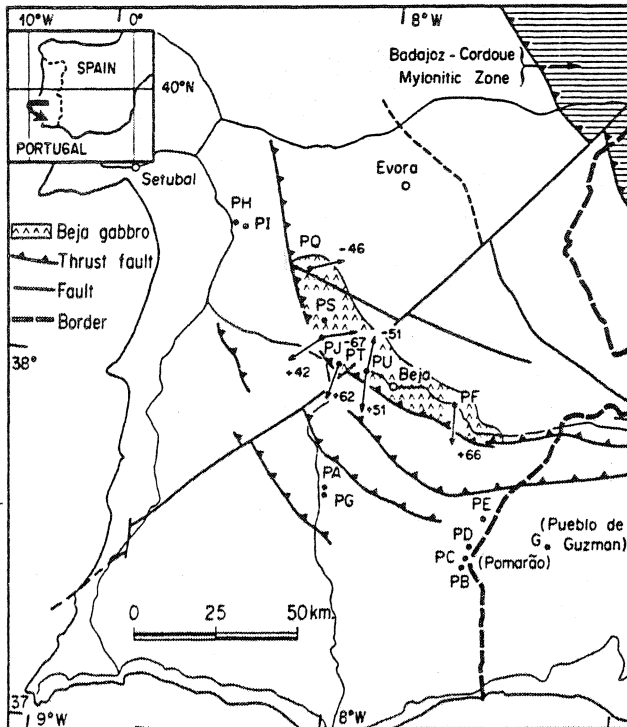 10°W 0° 8°W
SPAIN
40°N
PORTUGAL
Badajoz-Cordoue
Mylonitic Zone
Setubal
Evora
PH
PI
Beja gabbro
Thrust fault
Fault
Border
PQ
-46
PS
-51
38°
PJ -67
PT
PU
+42
Beja
PF
+62
+51
+66
PA
PG
PE
PD
(Pueblo de
G Guzman)
PC
(Pomarão)
PB
0 25 50 km
37
9°W
8°W